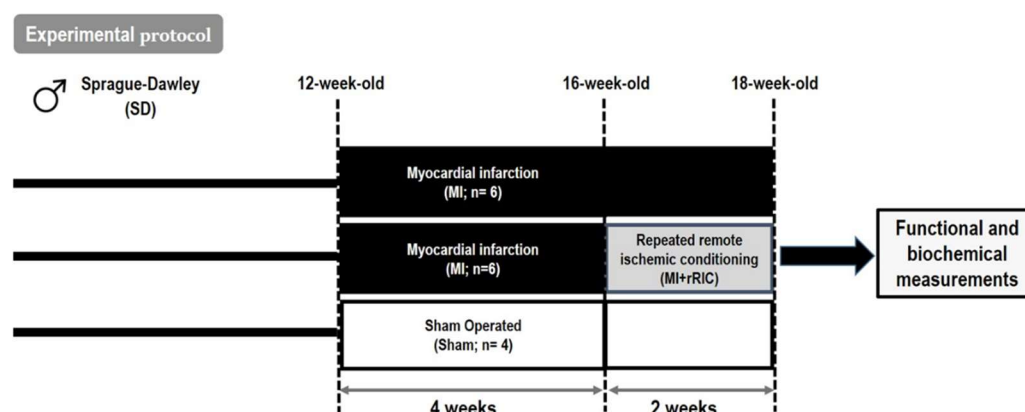 Experimental protocol
Sprague-Dawley
(SD)
12-week-old
16-week-old
18-week-old
Myocardial infarction
(MI; n= 6)
Myocardial infarction
(MI; n=6)
Repeated remote
ischemic conditioning
(MI+rRIC)
Functional and
biochemical
measurements
Sham Operated
(Sham; n= 4)
4 weeks
2 weeks